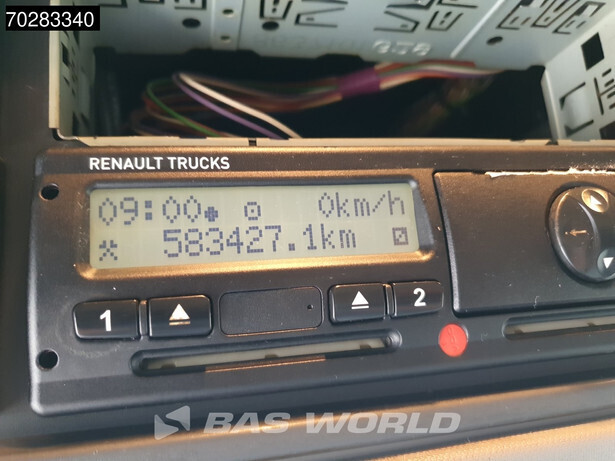 70283340
RENAULT TRUCKS
09:00 0km/h
583427.1km
1 2
BAS WORLD